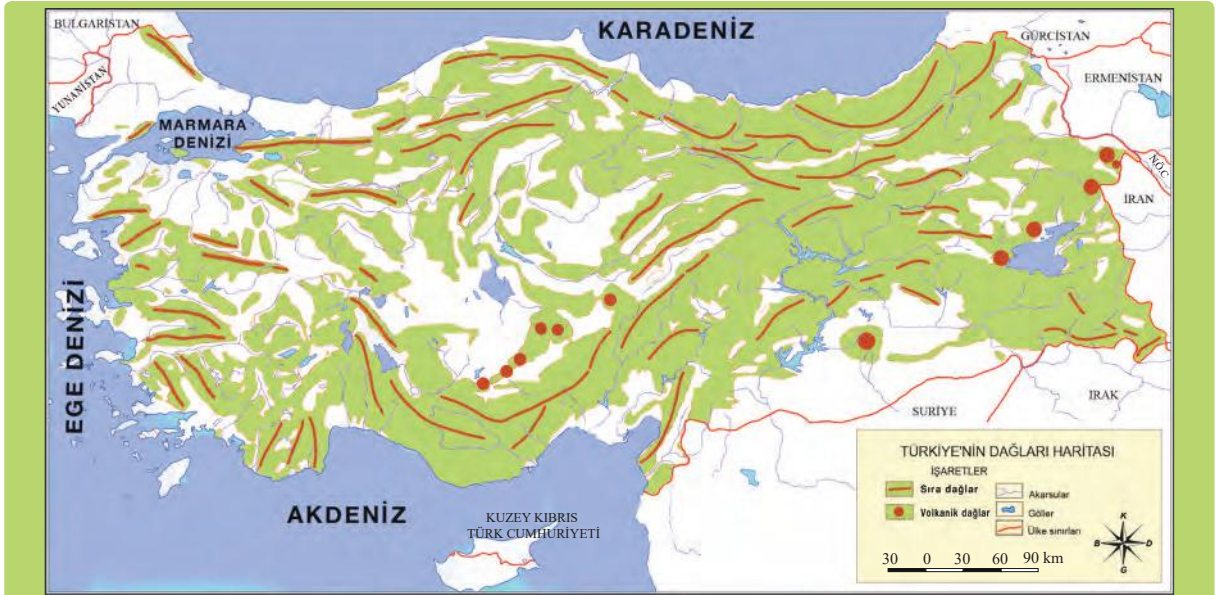 BULGARİSTAN
KARADENİZ
GÜRCİSTAN
YUNANİSTAN
ERMENİSTAN
MARMARA
DENİZİ
N.Ö.C
İRAN
EGE DENİZİ
SURİYE
IRAK
AKDENİZ
KUZEY KIBRIS
TÜRK CUMHURİYETİ
TÜRKİYE'NİN DAĞLARI HARİTASI
İŞARETLER
Sıra dağlar
Akarsular
Volkanik dağlar
Göller
Ülke sınırları
K
B
D
G
30 0 30 60 90 km